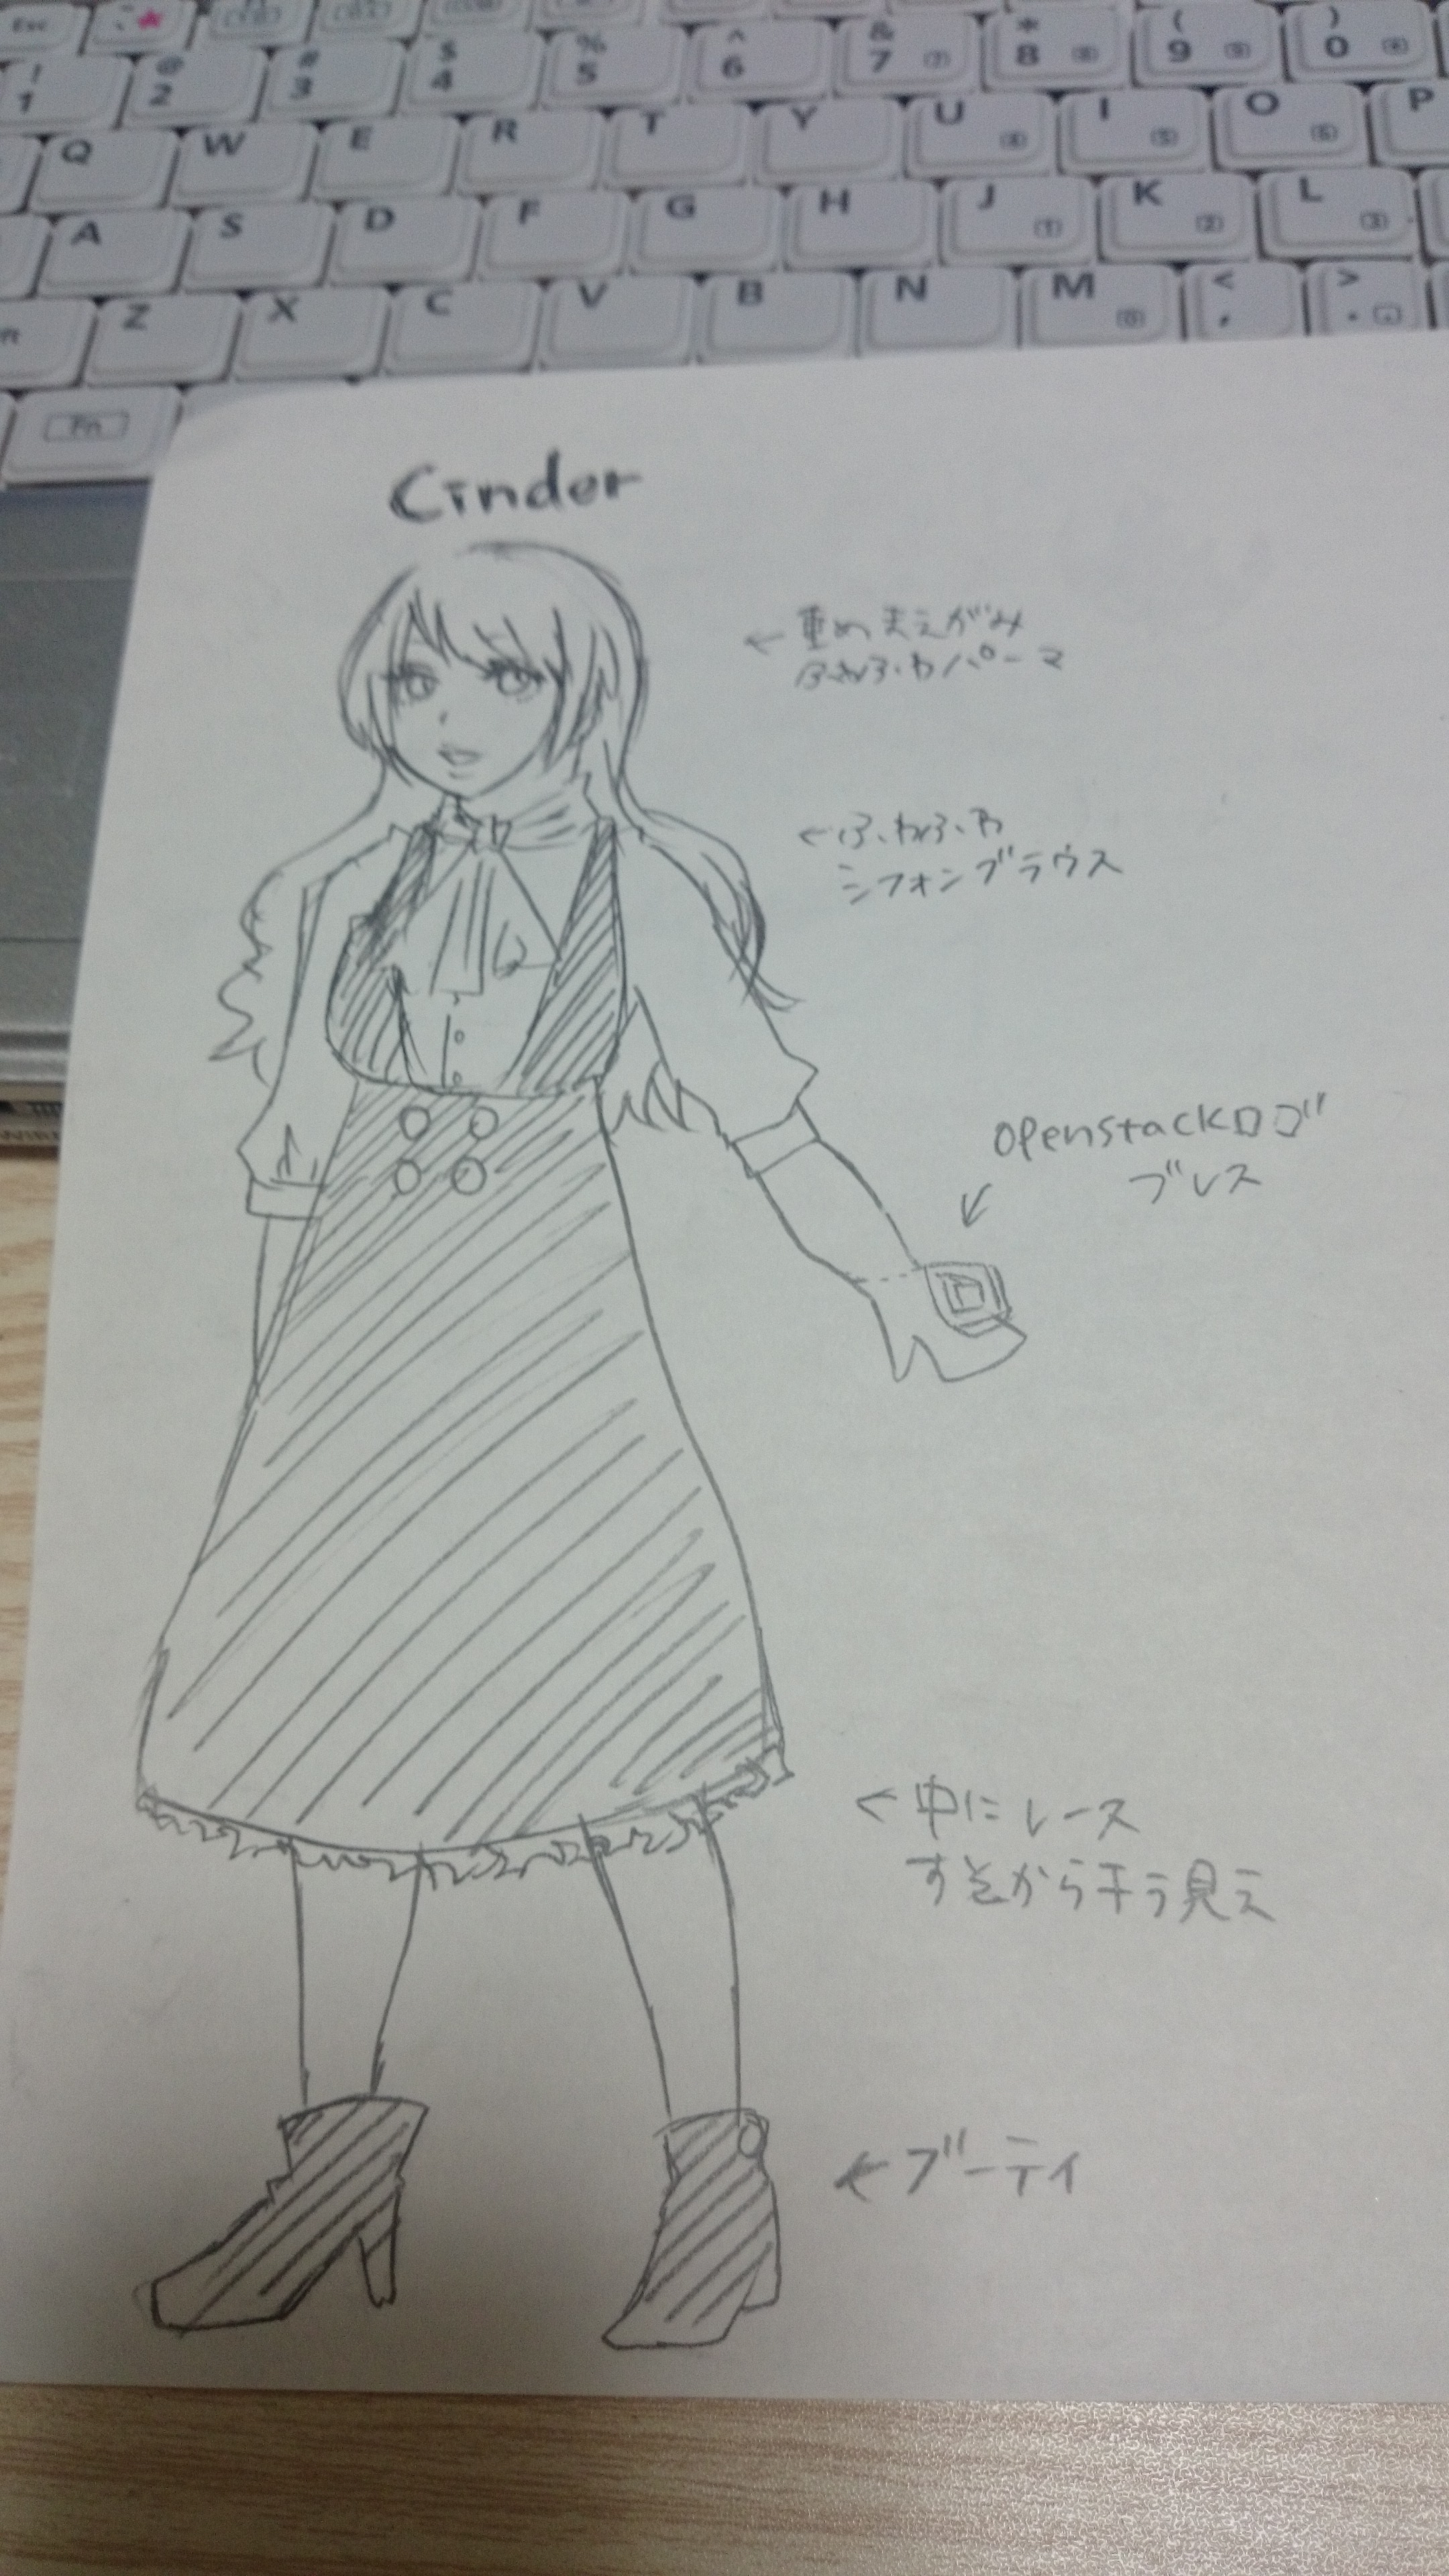 Esc
! 1 @ 2 # 3 $ 4 % 5 ^ 6 & 7 * 8 ( 9 ) 0
Q W E R T Y U I O P
A S D F G H J K L
Z X C V B N M < , > .
Fn
Cinder
← 重めまえがみ
ふわふわパーマ
← ふわふわ
シフォンブラウス
openstackロゴ
ブレス
← 中にレース
すそからチラ見え
← ブーティ